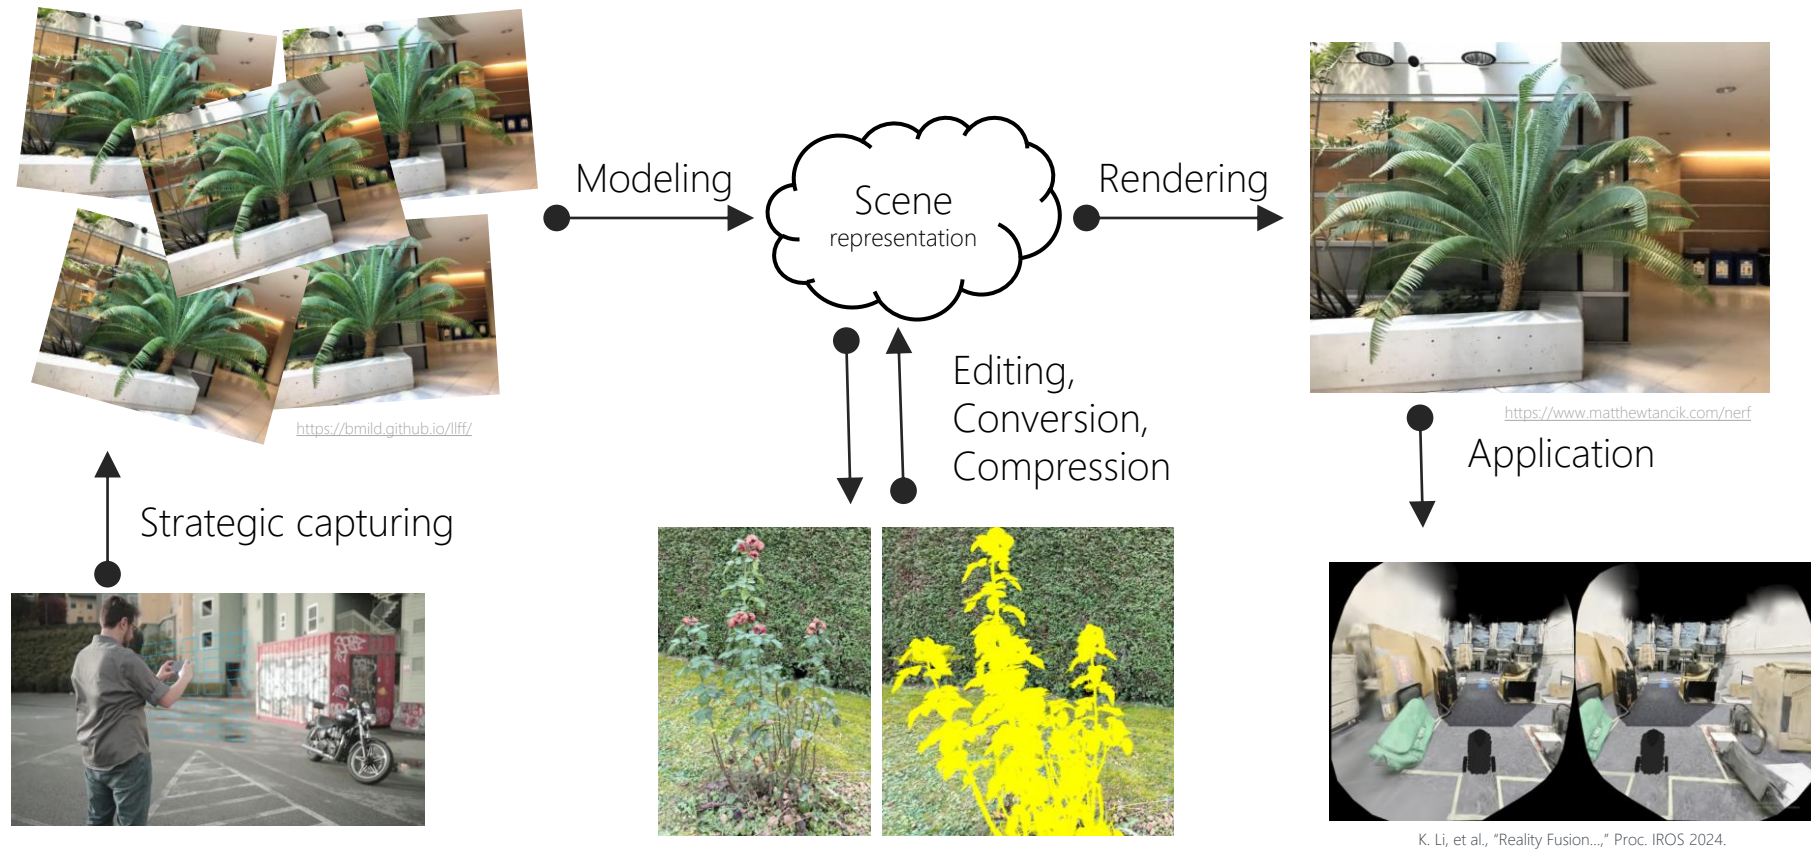 Modeling
Scene
representation
Rendering
https://bmild.github.io/llff/
Editing,
Conversion,
Compression
https://www.matthewtancik.com/nerf
Application
Strategic capturing
K. Li, et al., “Reality Fusion…,” Proc. IROS 2024.